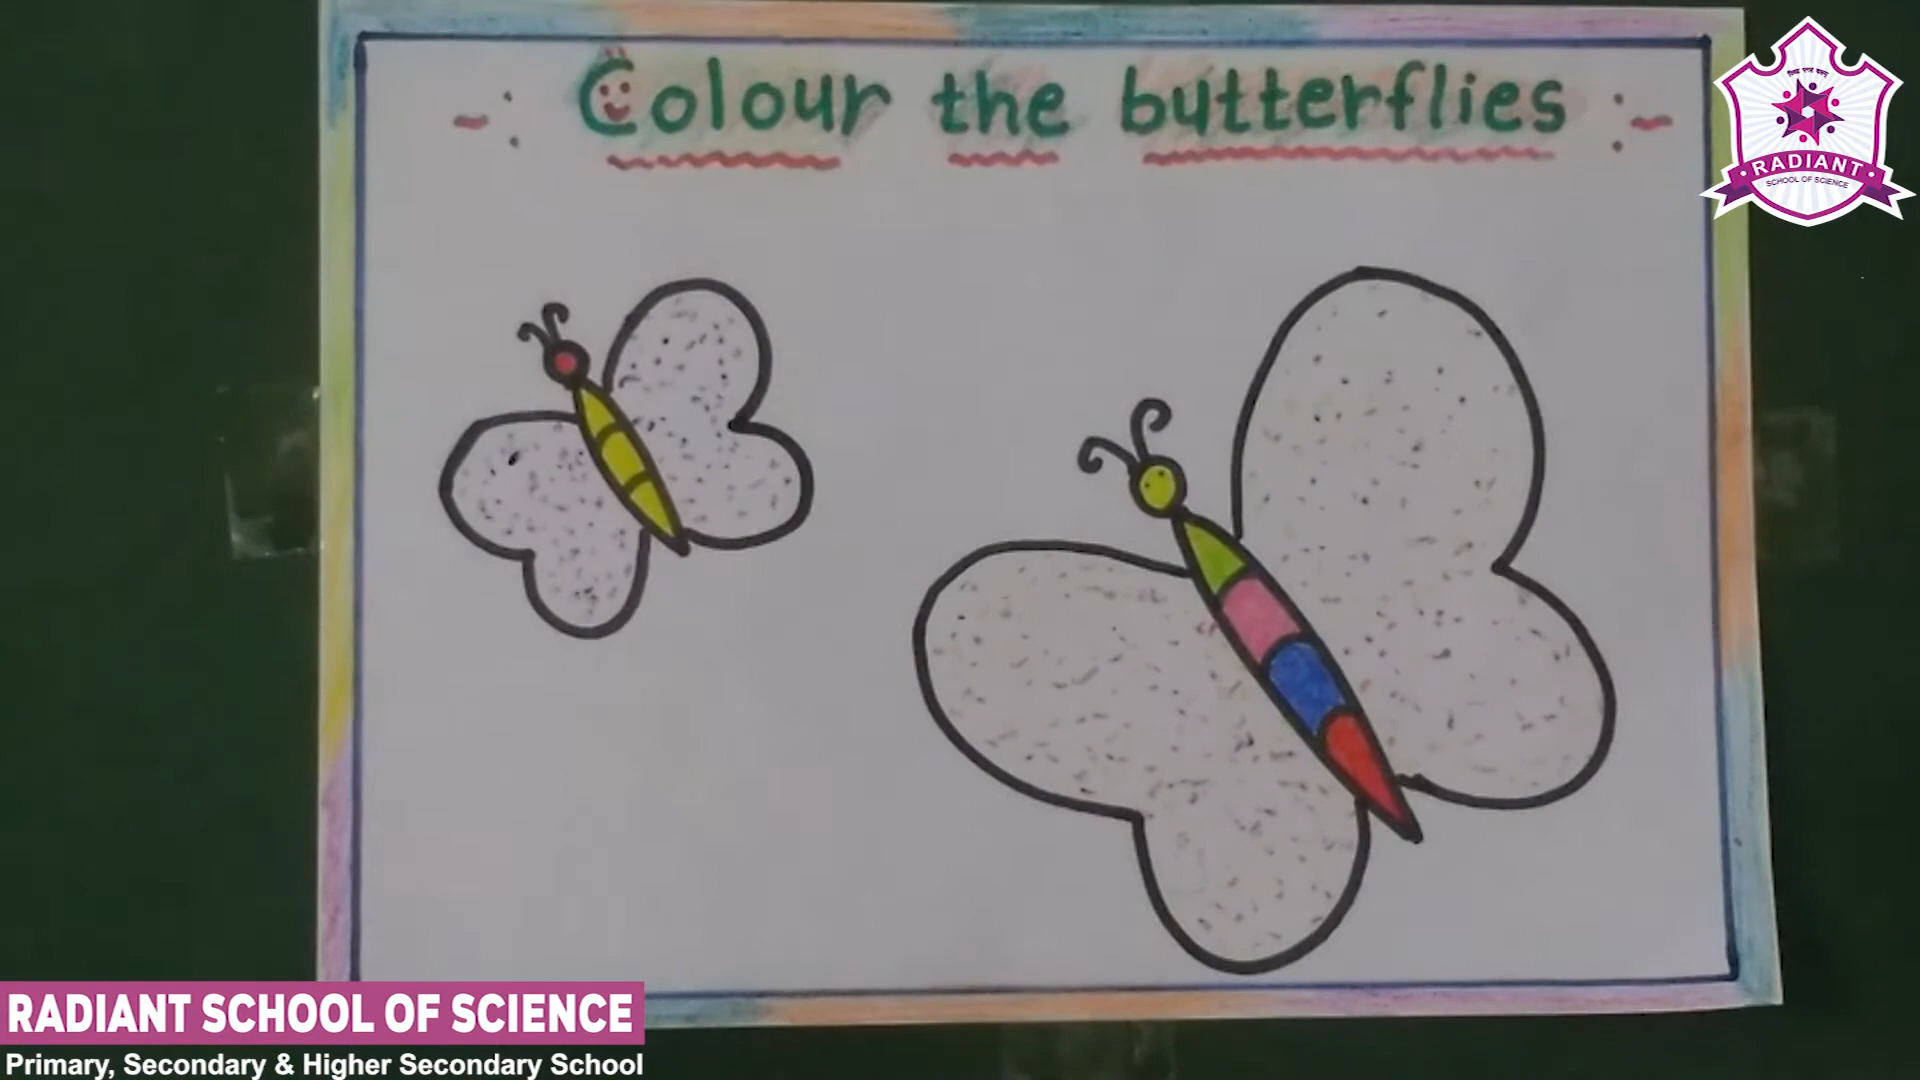 -: Colour the butterflies :-
RADIANT
SCHOOL OF SCIENCE
RADIANT SCHOOL OF SCIENCE
Primary, Secondary & Higher Secondary School